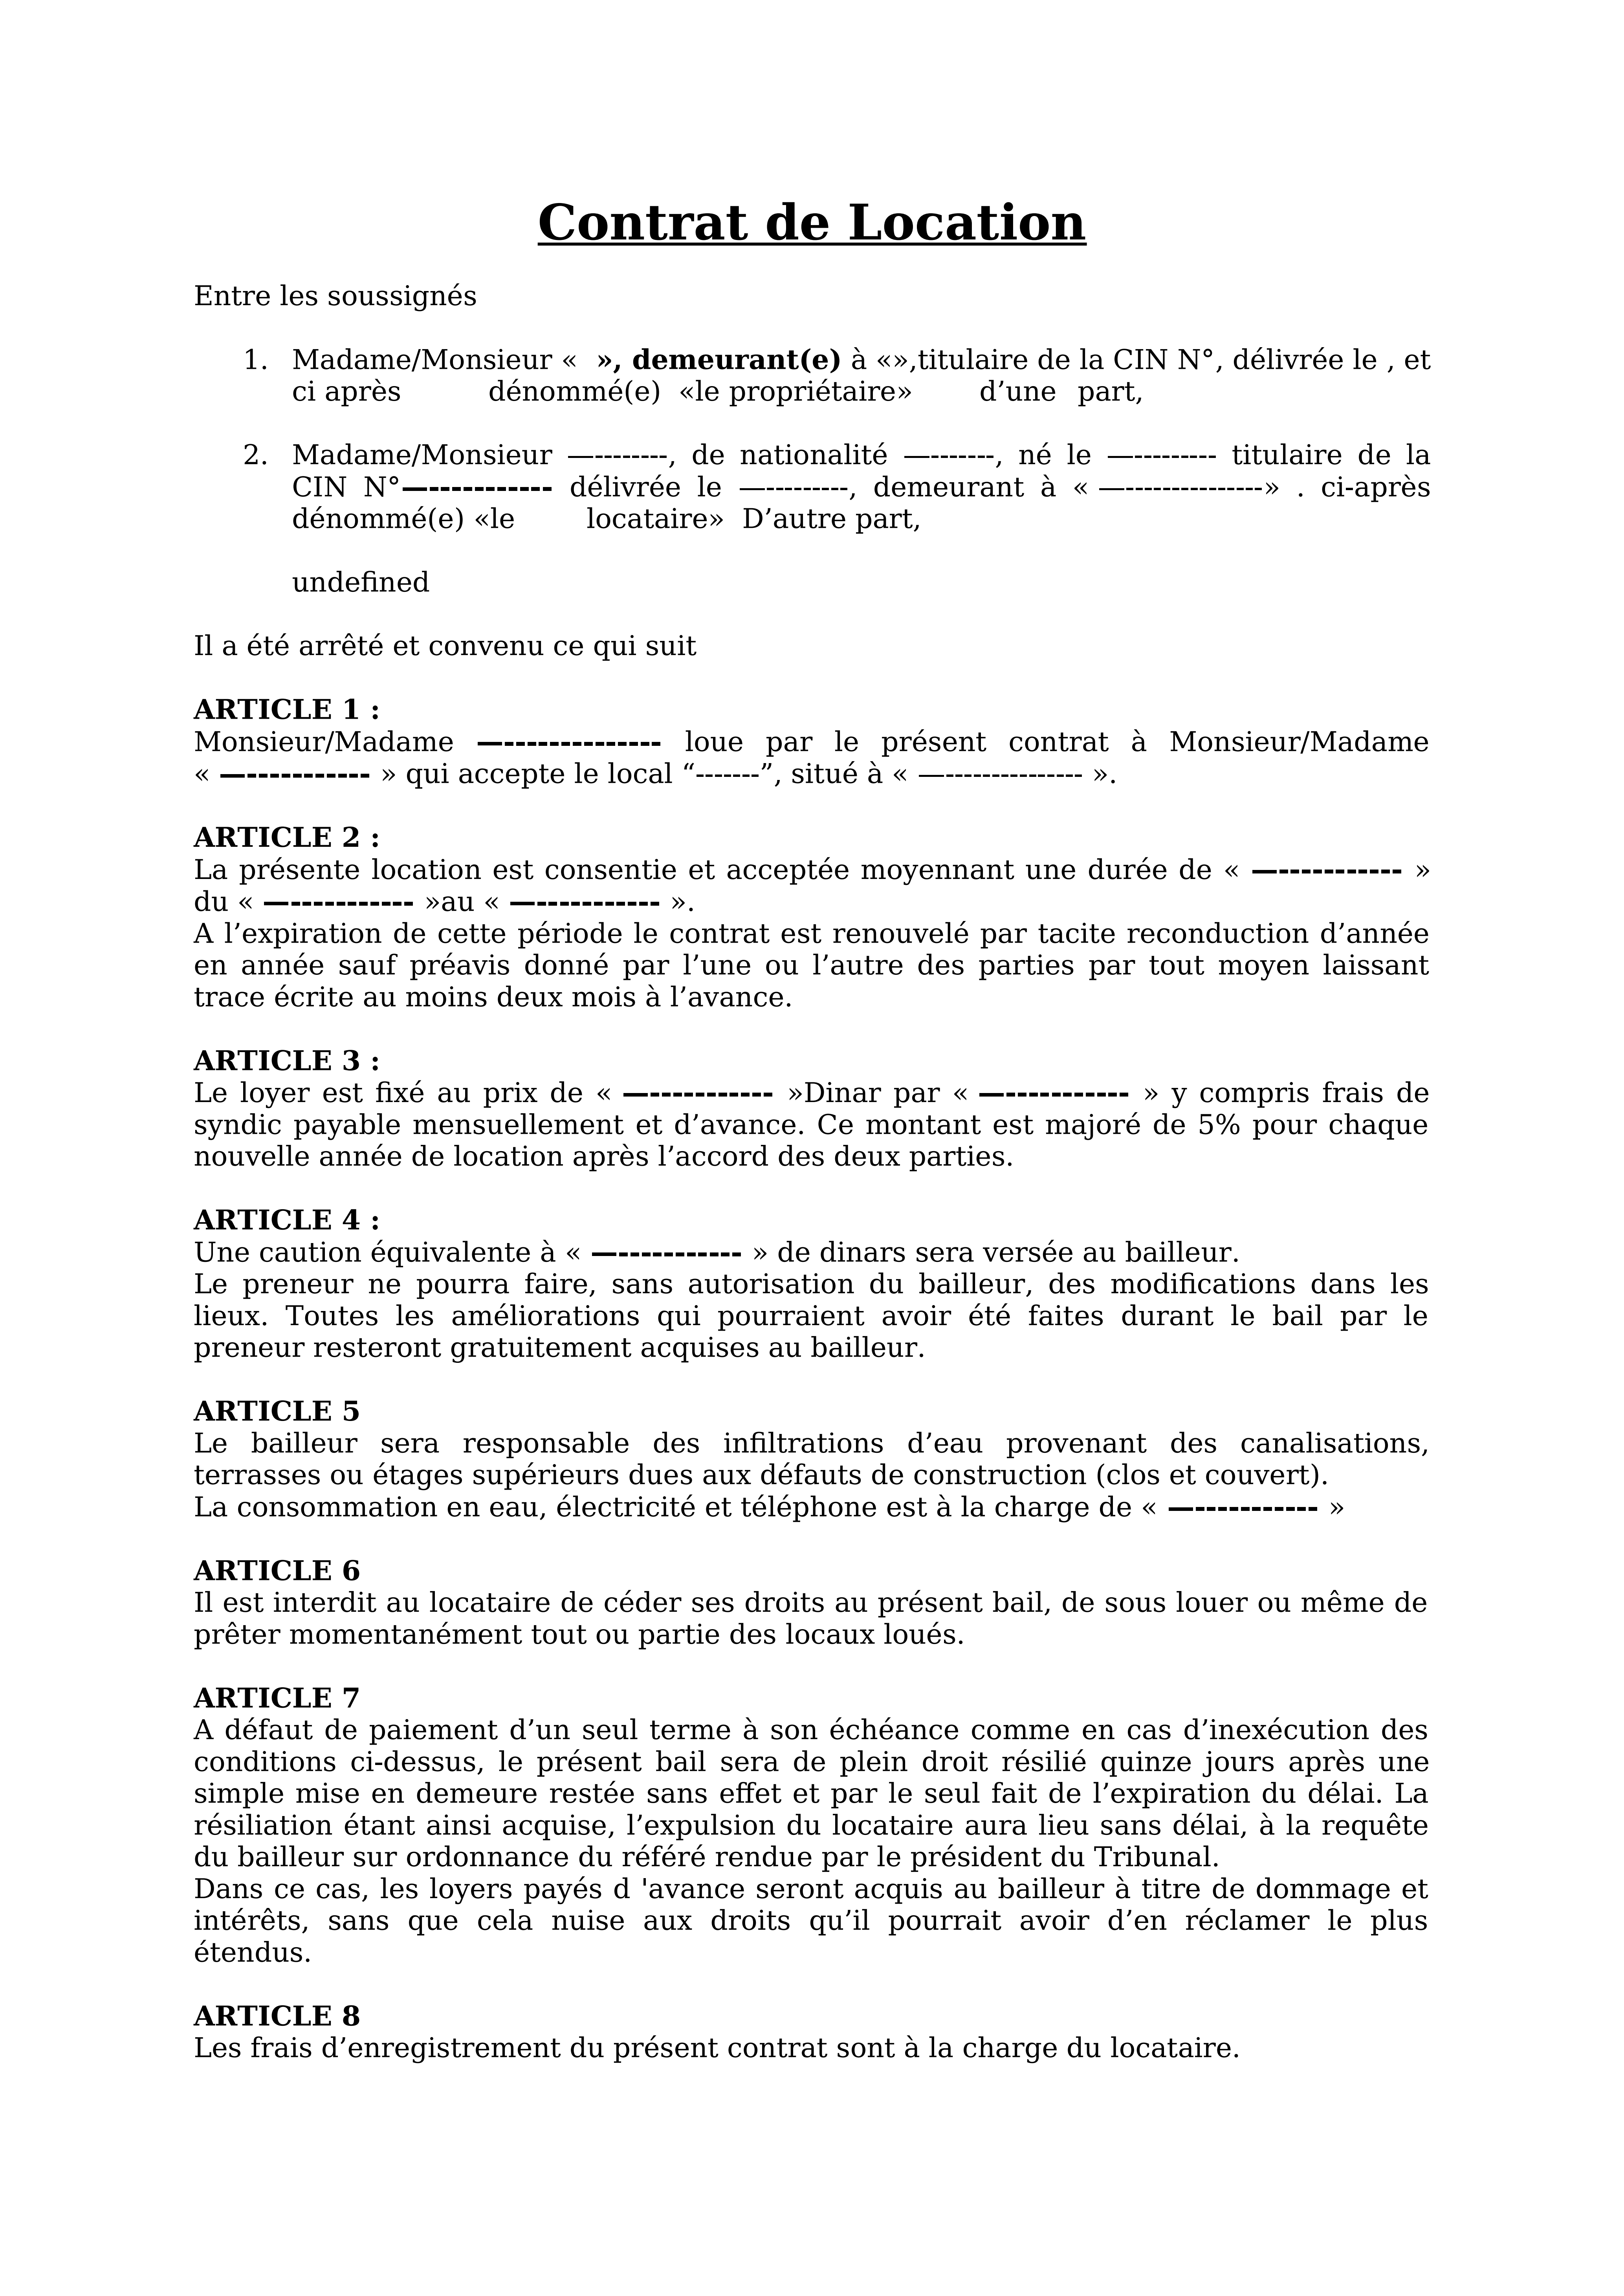 Contrat de Location
Entre les soussignés
1. Madame/Monsieur « », demeurant(e) à «»,titulaire de la CIN N°, délivrée le , et
ci après dénommé(e) «le propriétaire» d’une part,
2. Madame/Monsieur —--------, de nationalité —-------, né le —--------- titulaire de la
CIN N°—----------- délivrée le —---------, demeurant à « —---------------» . ci-après
dénommé(e) «le locataire» D’autre part,
undefined
Il a été arrêté et convenu ce qui suit
ARTICLE 1 :
Monsieur/Madame —-------------- loue par le présent contrat à Monsieur/Madame
« —----------- » qui accepte le local “-------”, situé à « —--------------- ».
ARTICLE 2 :
La présente location est consentie et acceptée moyennant une durée de « —----------- »
du « —----------- »au « —----------- ».
A l’expiration de cette période le contrat est renouvelé par tacite reconduction d’année
en année sauf préavis donné par l’une ou l’autre des parties par tout moyen laissant
trace écrite au moins deux mois à l’avance.
ARTICLE 3 :
Le loyer est fixé au prix de « —----------- »Dinar par « —----------- » y compris frais de
syndic payable mensuellement et d’avance. Ce montant est majoré de 5% pour chaque
nouvelle année de location après l’accord des deux parties.
ARTICLE 4 :
Une caution équivalente à « —----------- » de dinars sera versée au bailleur.
Le preneur ne pourra faire, sans autorisation du bailleur, des modifications dans les
lieux. Toutes les améliorations qui pourraient avoir été faites durant le bail par le
preneur resteront gratuitement acquises au bailleur.
ARTICLE 5
Le bailleur sera responsable des infiltrations d’eau provenant des canalisations,
terrasses ou étages supérieurs dues aux défauts de construction (clos et couvert).
La consommation en eau, électricité et téléphone est à la charge de « —----------- »
ARTICLE 6
Il est interdit au locataire de céder ses droits au présent bail, de sous louer ou même de
prêter momentanément tout ou partie des locaux loués.
ARTICLE 7
A défaut de paiement d’un seul terme à son échéance comme en cas d’inexécution des
conditions ci-dessus, le présent bail sera de plein droit résilié quinze jours après une
simple mise en demeure restée sans effet et par le seul fait de l’expiration du délai. La
résiliation étant ainsi acquise, l’expulsion du locataire aura lieu sans délai, à la requête
du bailleur sur ordonnance du référé rendue par le président du Tribunal.
Dans ce cas, les loyers payés d 'avance seront acquis au bailleur à titre de dommage et
intérêts, sans que cela nuise aux droits qu’il pourrait avoir d’en réclamer le plus
étendus.
ARTICLE 8
Les frais d’enregistrement du présent contrat sont à la charge du locataire.